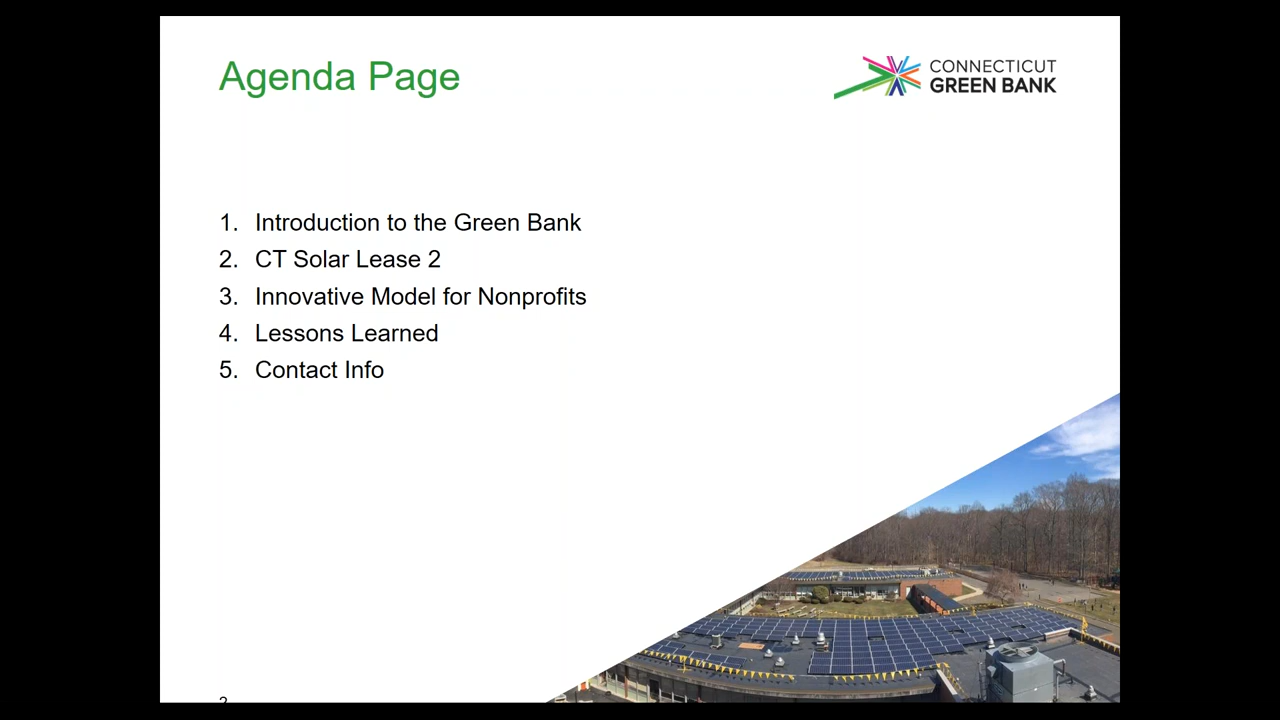 Agenda Page
CONNECTICUT
GREEN BANK
1. Introduction to the Green Bank
2. CT Solar Lease 2
3. Innovative Model for Nonprofits
4. Lessons Learned
5. Contact Info
2